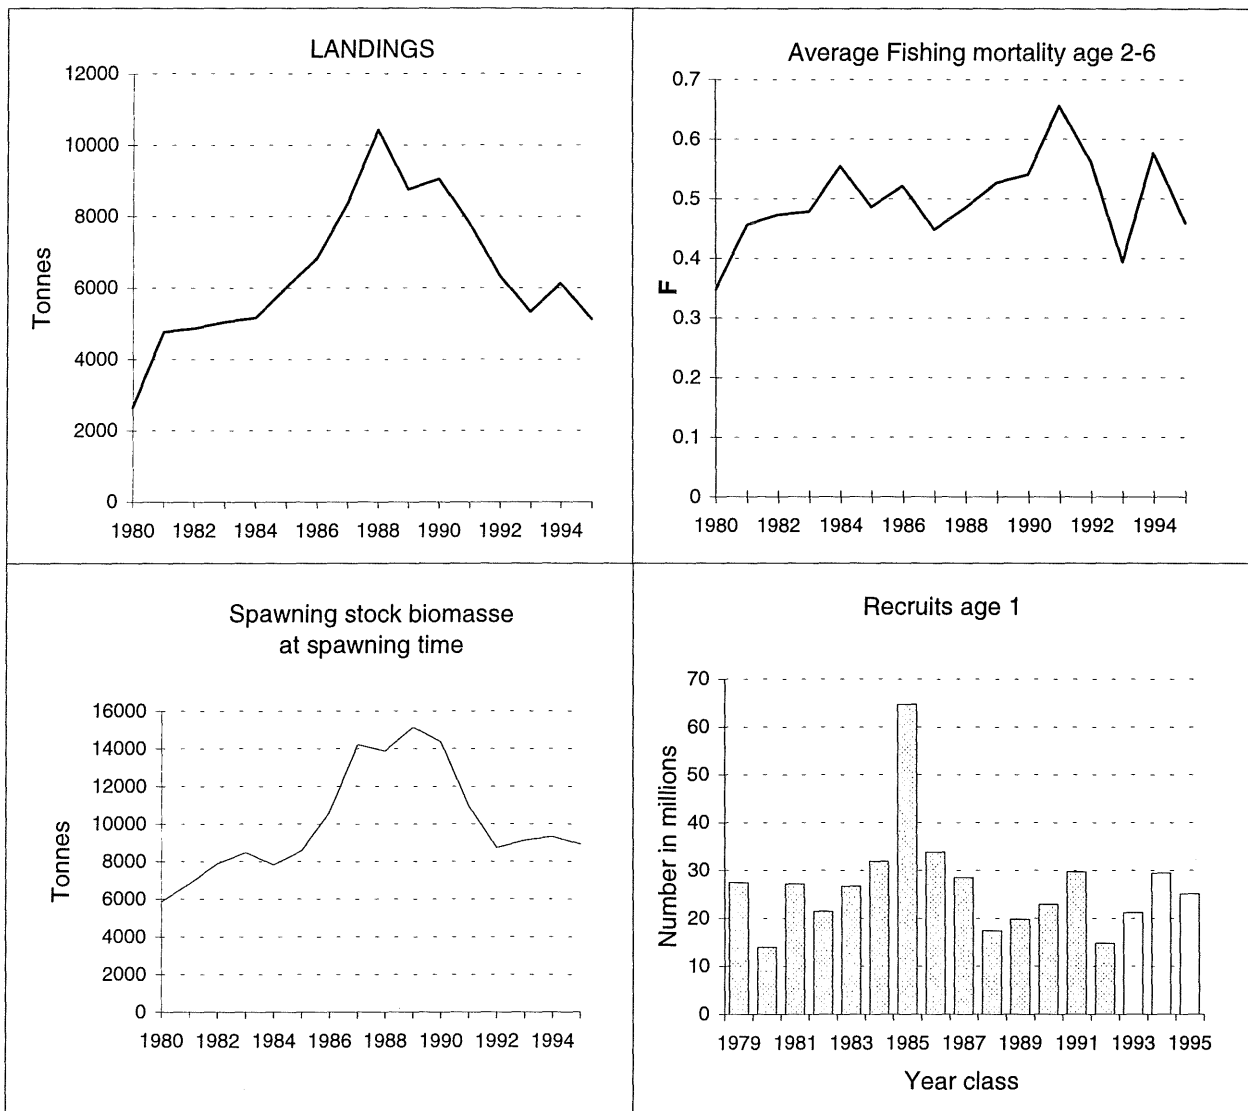 LANDINGS
12000
10000
8000
6000
4000
2000
0
Tonnes
1980 1982 1984 1986 1988 1990 1992 1994
Average Fishing mortality age 2-6
0.7
0.6
0.5
0.4
0.3
0.2
0.1
0
F
1980 1982 1984 1986 1988 1990 1992 1994
Spawning stock biomasse
at spawning time
16000
14000
12000
10000
8000
6000
4000
2000
0
Tonnes
1980 1982 1984 1986 1988 1990 1992 1994
Recruits age 1
70
60
50
40
30
20
10
0
Number in millions
1979 1981 1983 1985 1987 1989 1991 1993 1995
Year class